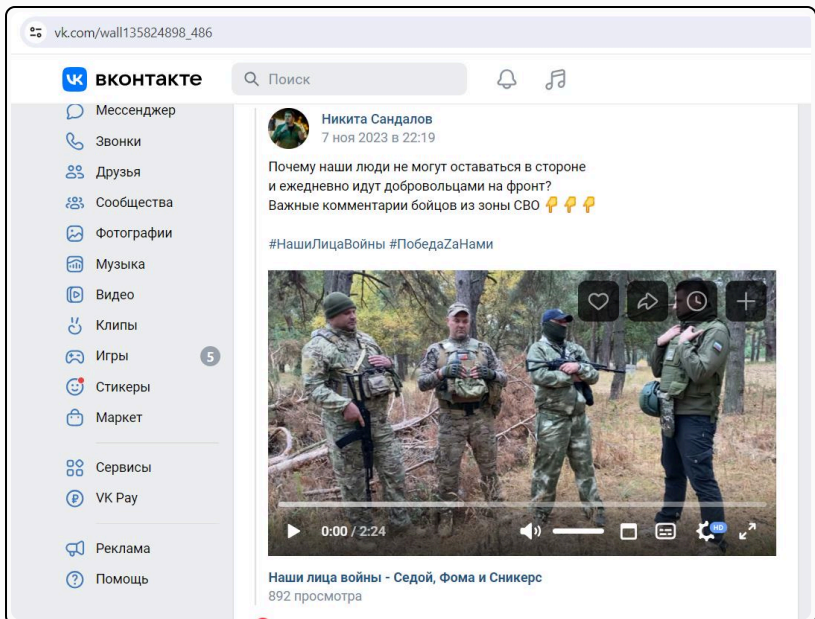 vk.com/wall135824898_486
вконтакте
Поиск
Мессенджер
Звонки
Друзья
Сообщества
Фотографии
Музыка
Видео
Клипы
Игры
5
Стикеры
Маркет
Сервисы
VK Pay
Реклама
Помощь
Никита Сандалов
7 ноя 2023 в 22:19
Почему наши люди не могут оставаться в стороне
и ежедневно идут добровольцами на фронт?
Важные комментарии бойцов из зоны СВО 👇👇👇
#НашиЛицаВойны #ПобедаZаНами
0:00 / 2:24
HD
Наши лица войны - Седой, Фома и Сникерс
892 просмотра